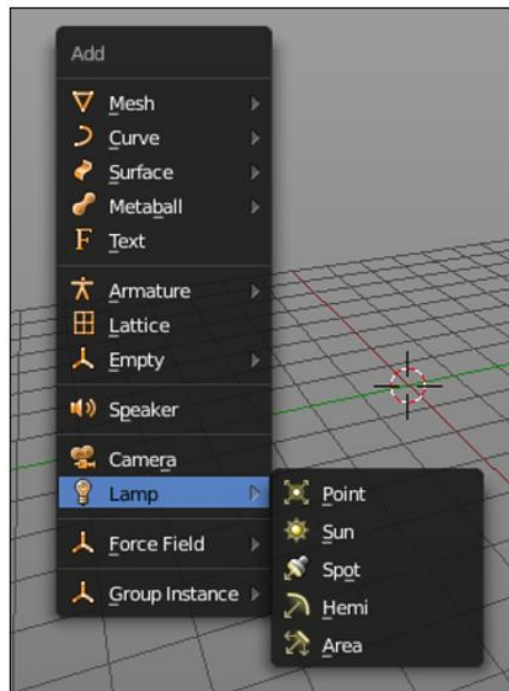 Add
Mesh
Curve
Surface
Metaball
Text
Armature
Lattice
Empty
Speaker
Camera
Lamp
Force Field
Group Instance
Point
Sun
Spot
Hemi
Area